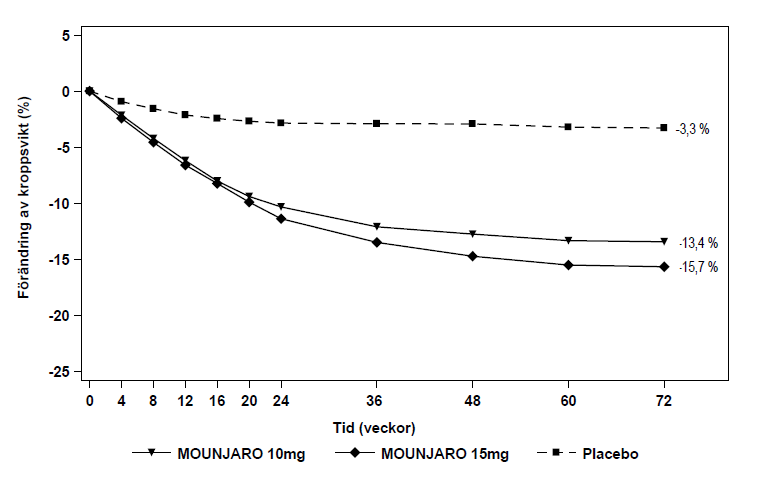 5
0
-5
-10
-15
-20
-25
Förändring av kroppsvikt (%)
-3,3 %
-13,4 %
-15,7 %
0 4 8 12 16 20 24 36 48 60 72
Tid (veckor)
MOUNJARO 10mg MOUNJARO 15mg Placebo